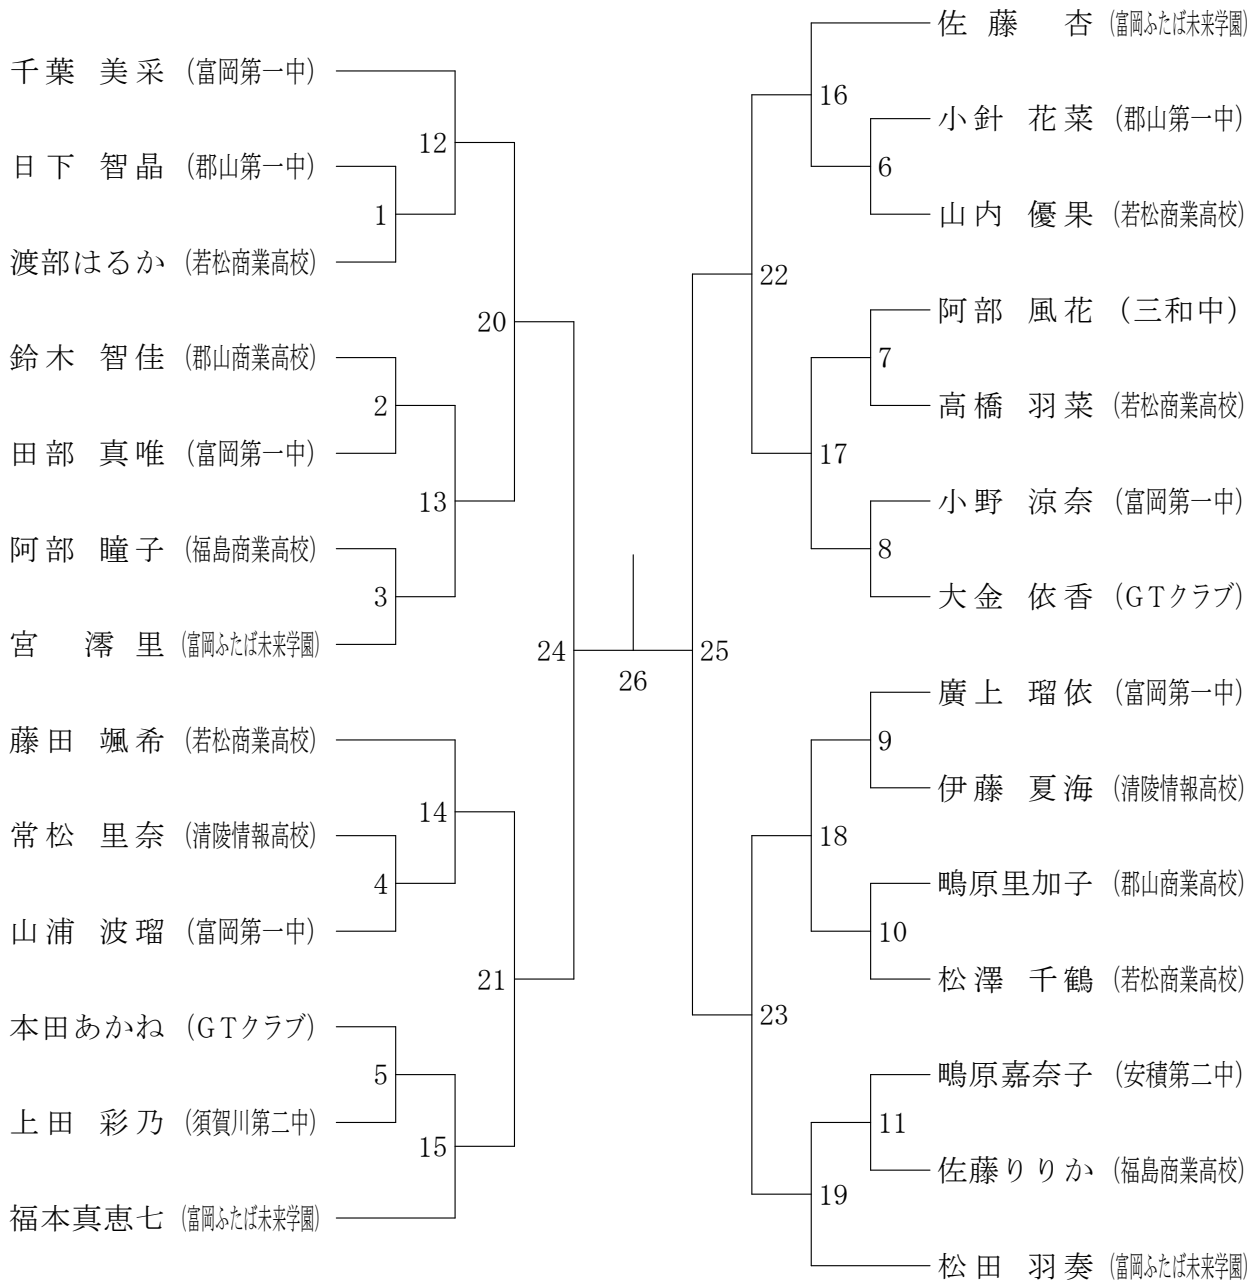 千葉 美采 (富岡第一中)
日下 智晶 (郡山第一中)
渡部はるか (若松商業高校)
鈴木 智佳 (郡山商業高校)
田部 真唯 (富岡第一中)
阿部 瞳子 (福島商業高校)
宮 澪里 (富岡ふたば未来学園)
藤田 颯希 (若松商業高校)
常松 里奈 (清陵情報高校)
山浦 波瑠 (富岡第一中)
本田あかね (GTクラブ)
上田 彩乃 (須賀川第二中)
福本真恵七 (富岡ふたば未来学園)
12
1
20
2
13
3
24
14
4
21
5
15
26
佐藤 杏 (富岡ふたば未来学園)
小針 花菜 (郡山第一中)
山内 優果 (若松商業高校)
阿部 風花 (三和中)
高橋 羽菜 (若松商業高校)
小野 涼奈 (富岡第一中)
大金 依香 (GTクラブ)
廣上 瑠依 (富岡第一中)
伊藤 夏海 (清陵情報高校)
鴫原里加子 (郡山商業高校)
松澤 千鶴 (若松商業高校)
鴫原嘉奈子 (安積第二中)
佐藤りりか (福島商業高校)
松田 羽奏 (富岡ふたば未来学園)
16
6
22
7
17
8
25
9
18
10
23
11
19